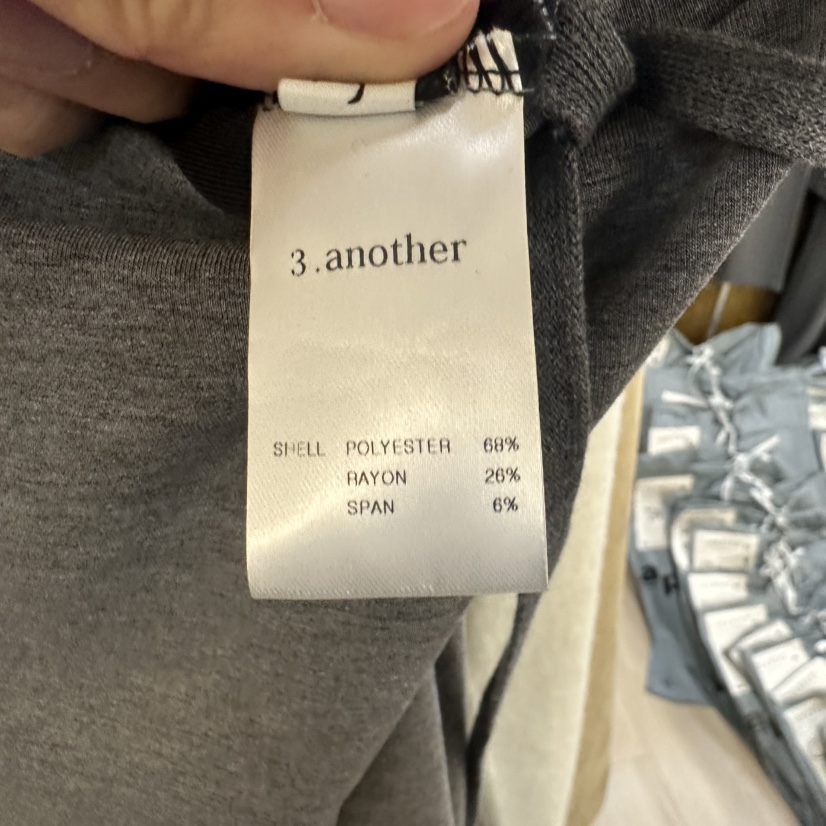 3.another
SHELL POLYESTER 68%
RAYON 26%
SPAN 6%